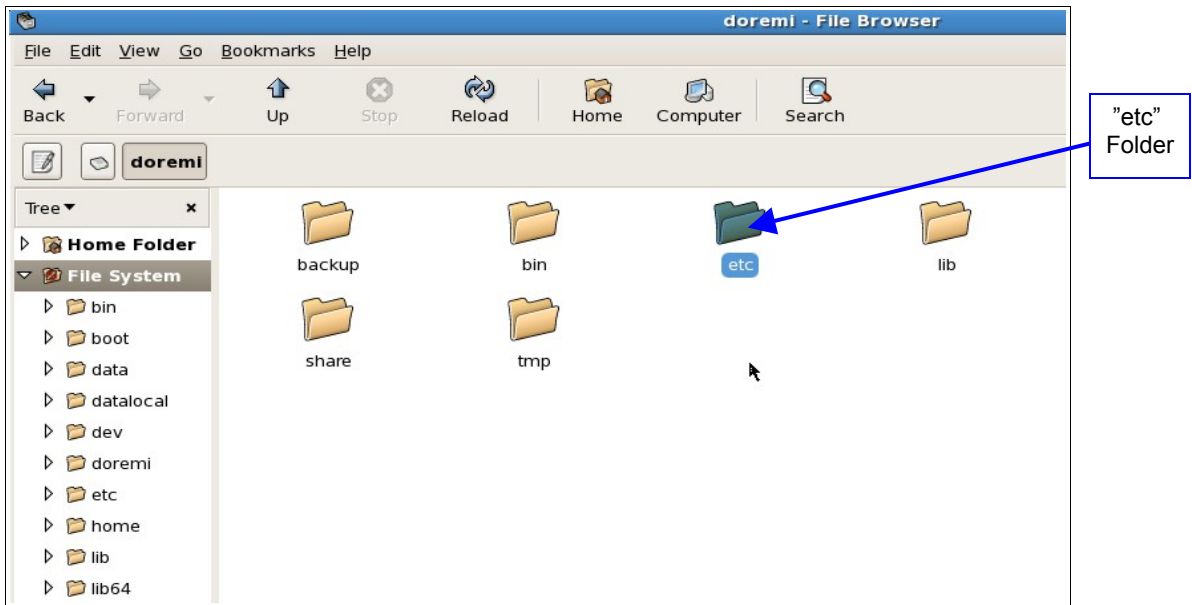 doremi - File Browser
File Edit View Go Bookmarks Help
Back Forward Up Stop Reload Home Computer Search
doremi
Tree
Home Folder
File System
bin
boot
data
datalocal
dev
doremi
etc
home
lib
lib64
backup bin etc lib
share tmp
”etc”
Folder